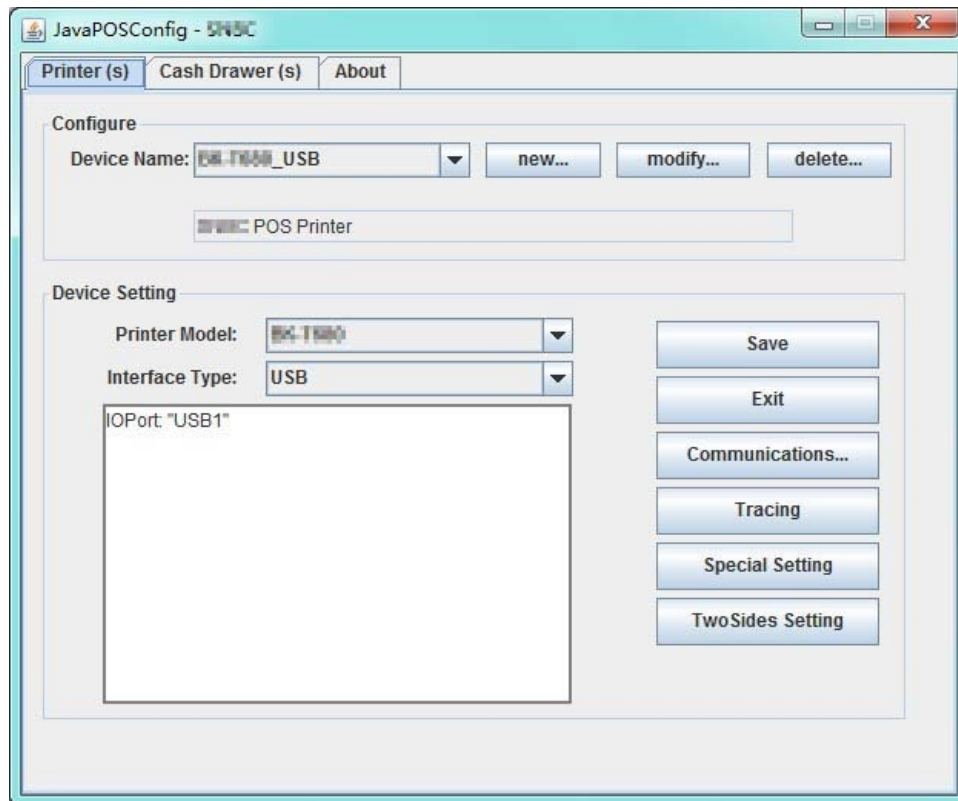 JavaPOSConfig -
Printer (s) Cash Drawer (s) About
Configure
Device Name: _USB new... modify... delete...
POS Printer
Device Setting
Printer Model:
Save
Interface Type: USB
Exit
IOPort: "USB1"
Communications...
Tracing
Special Setting
TwoSides Setting